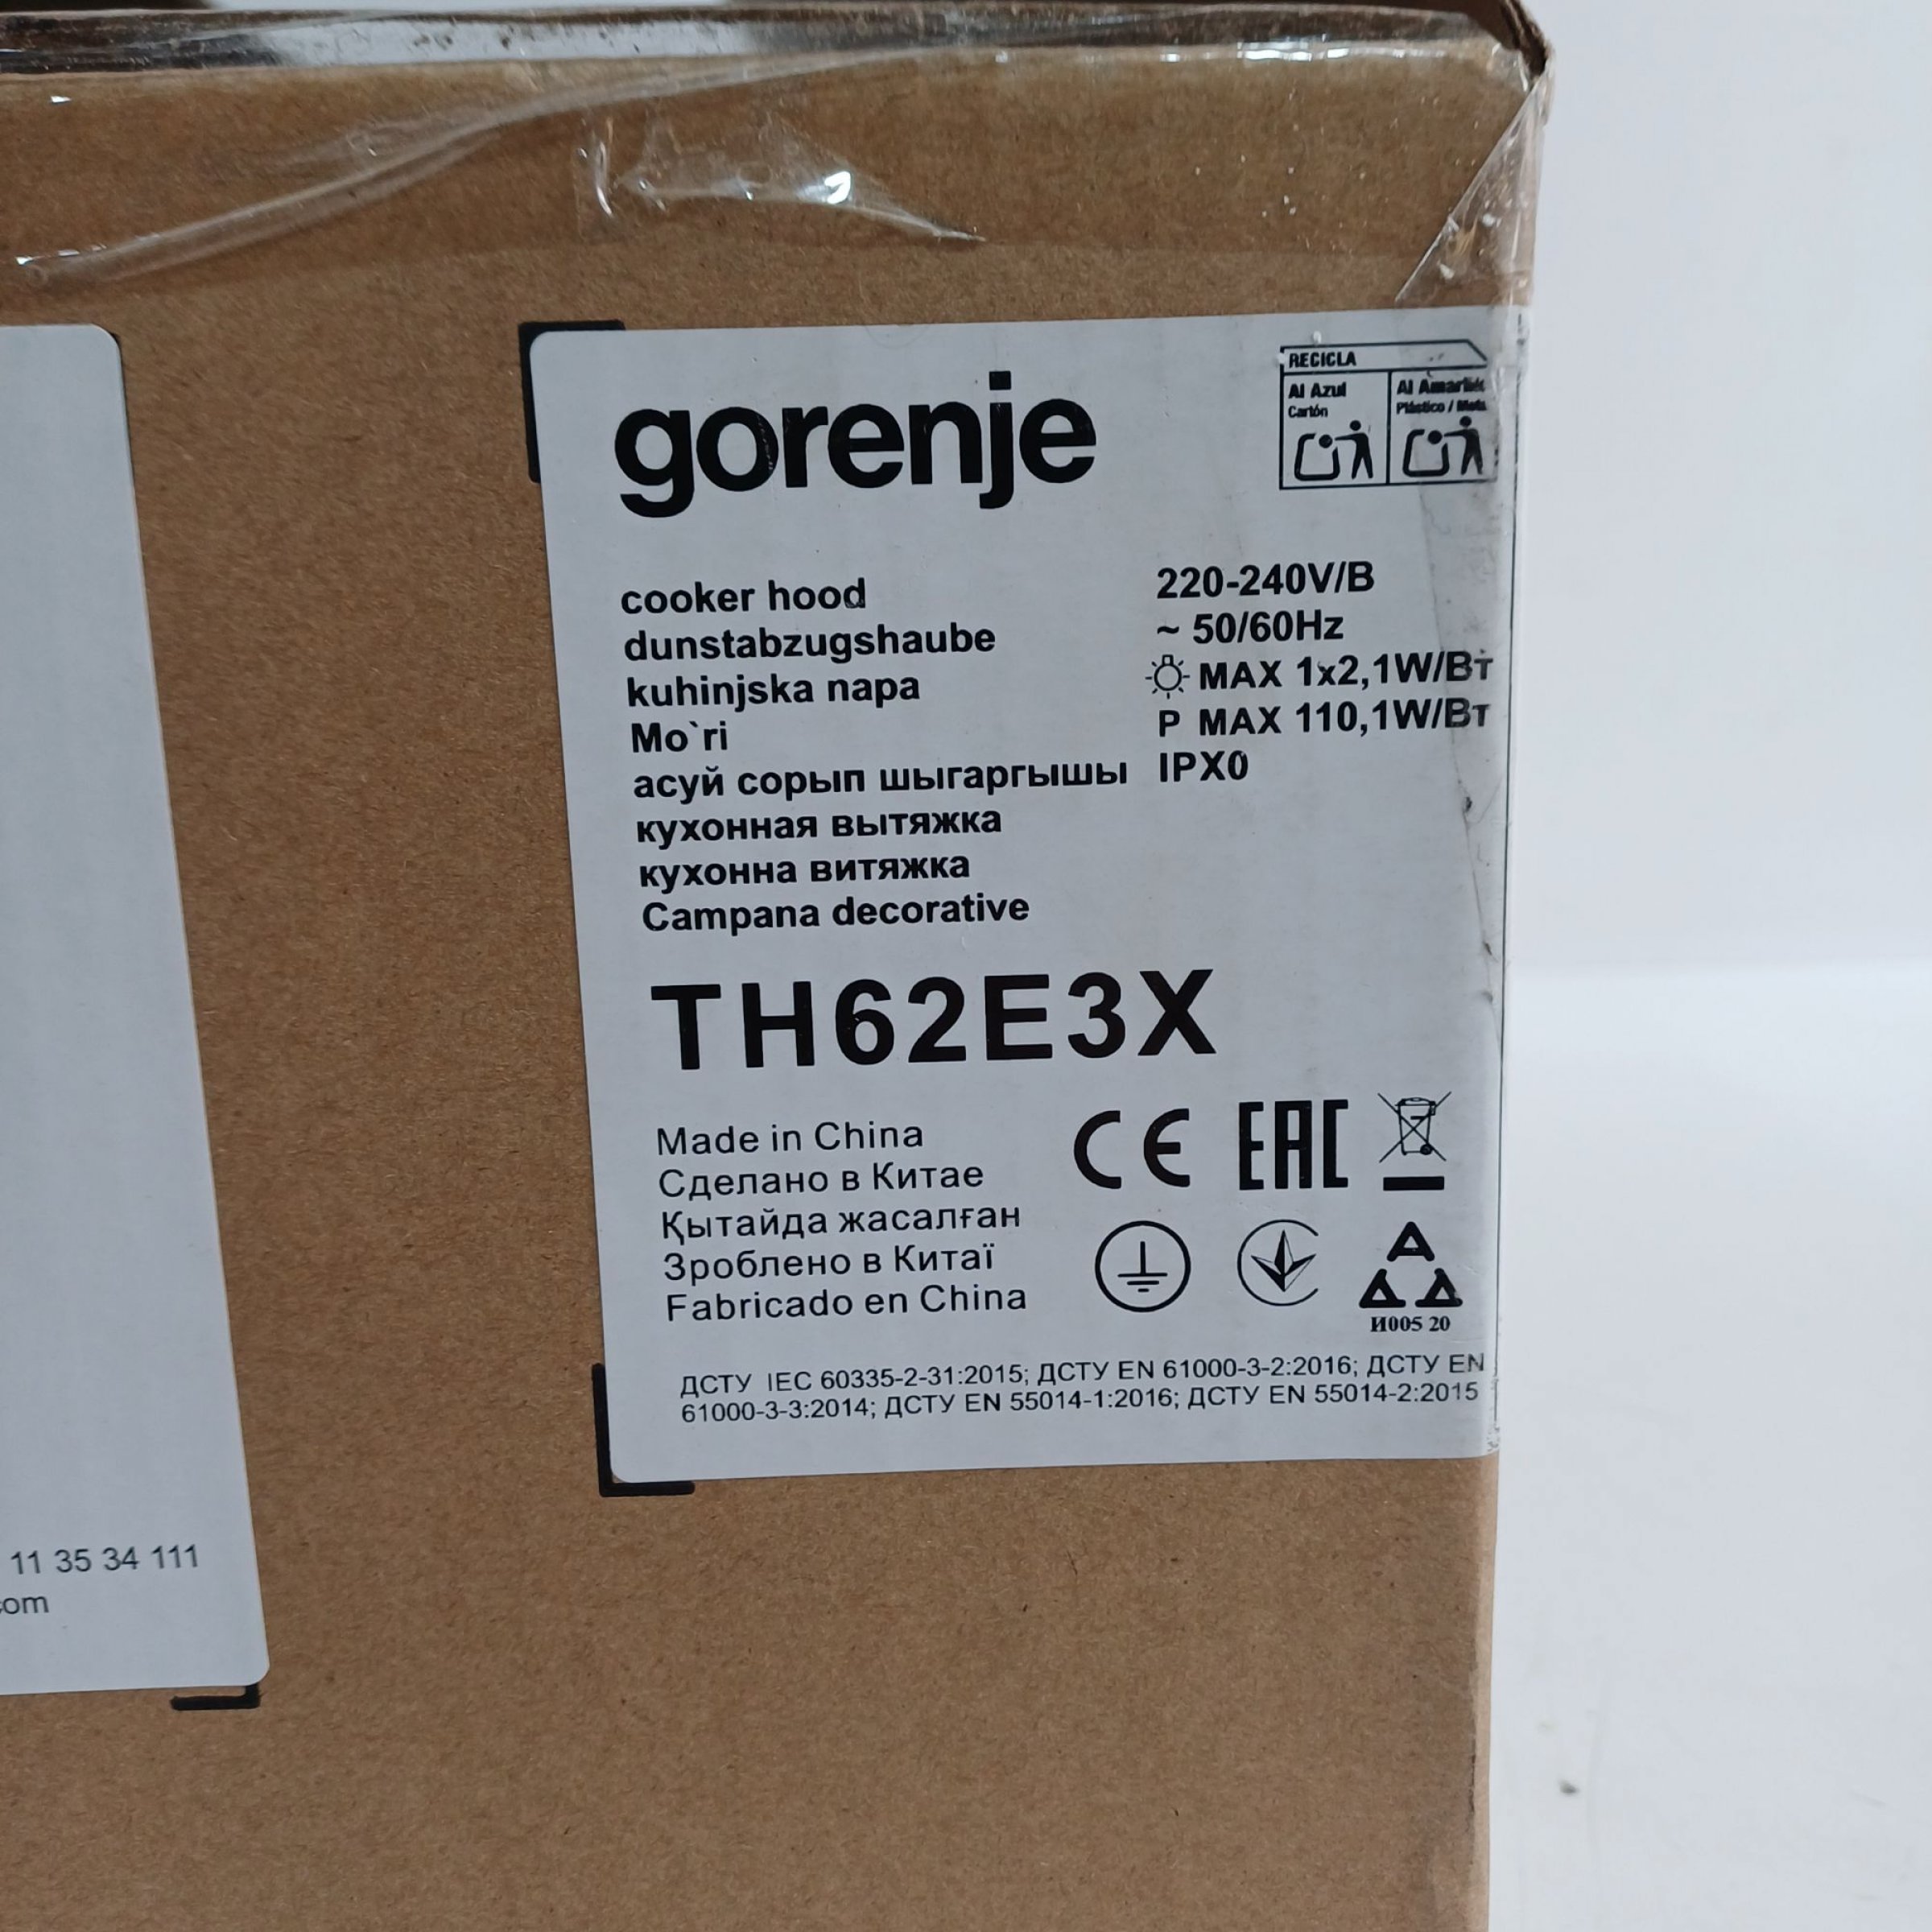 gorenje
RECICLA
Al Azul
Cartón
Al Amarillo
Plástico /
cooker hood
dunstabzugshaube
kuhinjska napa
Mo`ri
асуй сорып шыгаргышы
кухонная вытяжка
кухонна витяжка
Campana decorative
220-240V/В
~ 50/60Hz
MAX 1x2,1W/Вт
P MAX 110,1W/Вт
IPX0
TH62E3X
Made in China
Сделано в Китае
Қытайда жасалған
Зроблено в Китаї
Fabricado en China
CE EAC
И005 20
ДСТУ IEC 60335-2-31:2015; ДСТУ EN 61000-3-2:2016; ДСТУ EN
61000-3-3:2014; ДСТУ EN 55014-1:2016; ДСТУ EN 55014-2:2015
11 35 34 111
com